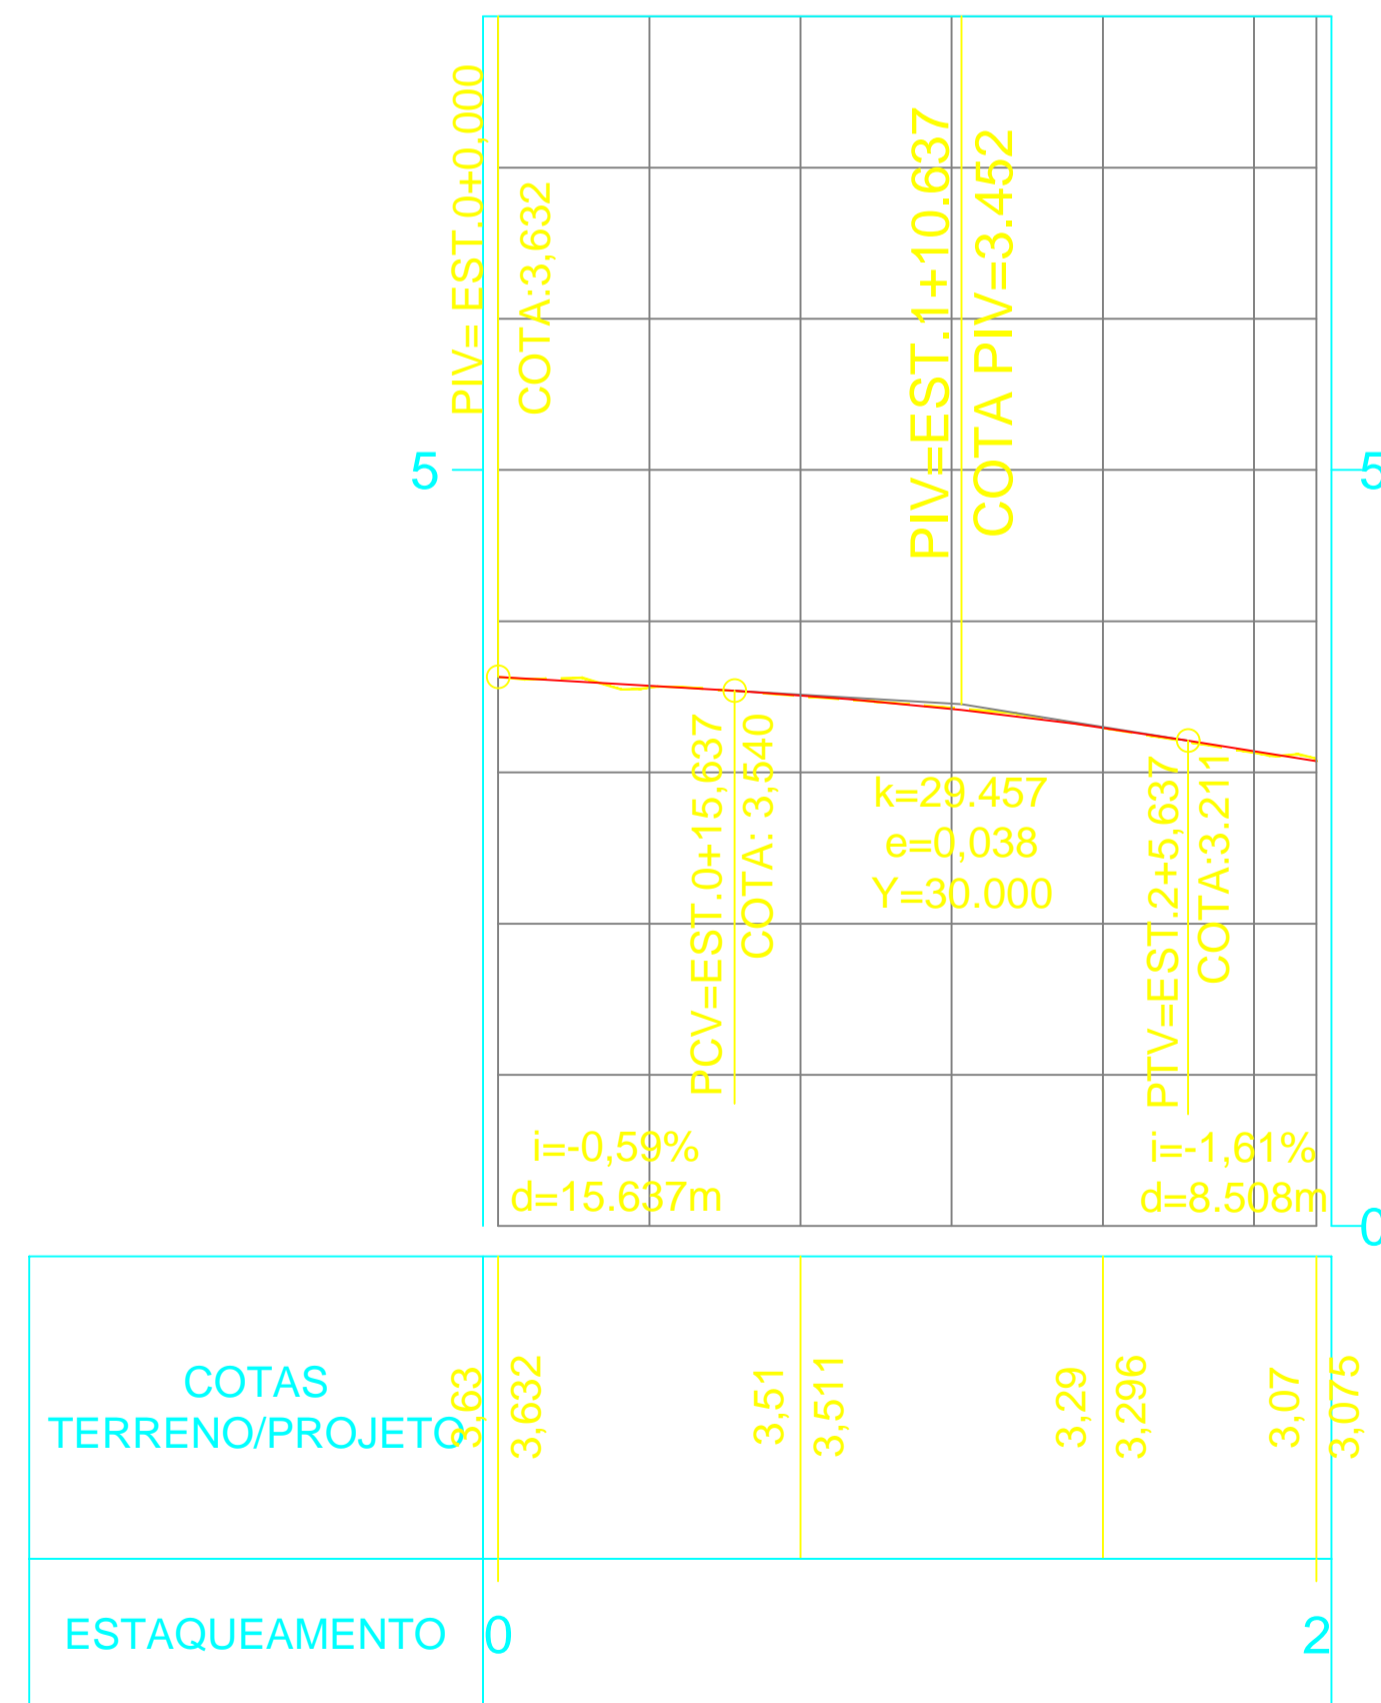 PIV= EST.0+0,000
COTA:3,632
PIV=EST.1+10.637
COTA PIV=3.452
5
5
PCV=EST.0+15,637
COTA: 3,540
k=29.457
e=0,038
Y=30.000
PTV=EST.2+5,637
COTA:3.211
i=-0,59%
d=15.637m
i=-1,61%
d=8.508m
0
COTAS
TERRENO/PROJETO
3,63
3,632
3,51
3,511
3,29
3,296
3,07
3,075
ESTAQUEAMENTO
0
2